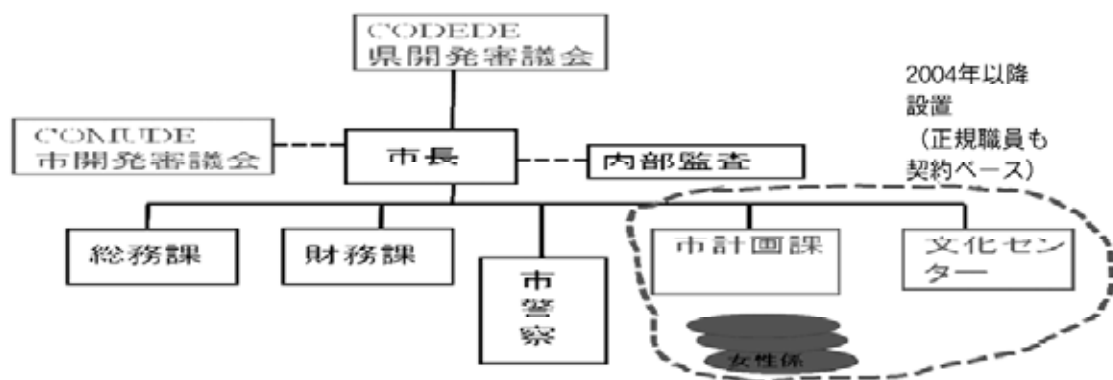 CODEDE
県開発審議会
2004年以降
設置
（正規職員も
契約ベース）
COMUDE
市開発審議会
市長
内部監査
総務課
財務課
市警察
市計画課
文化セン
ター
女性係